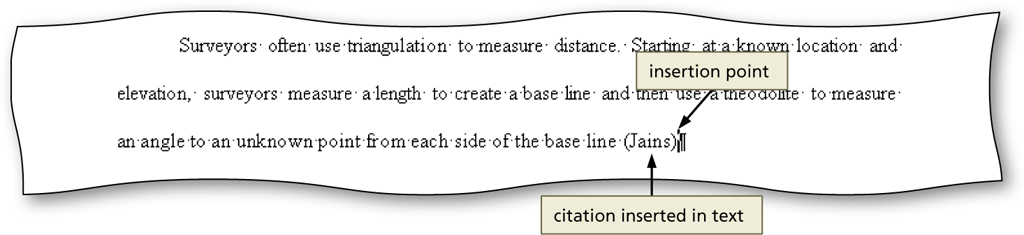 Surveyors· often·use·triangulation· to·measure· distance.· Starting· at·a·known·location· and·
insertion point
elevation,· surveyors· measure· a·length· to·create·a·base·line· and·then·use·a·theodolite· to·measure·
an·angle·to·an·unknown·point·from·each·side·of·the·base·line·(Jains)¶
citation inserted in text